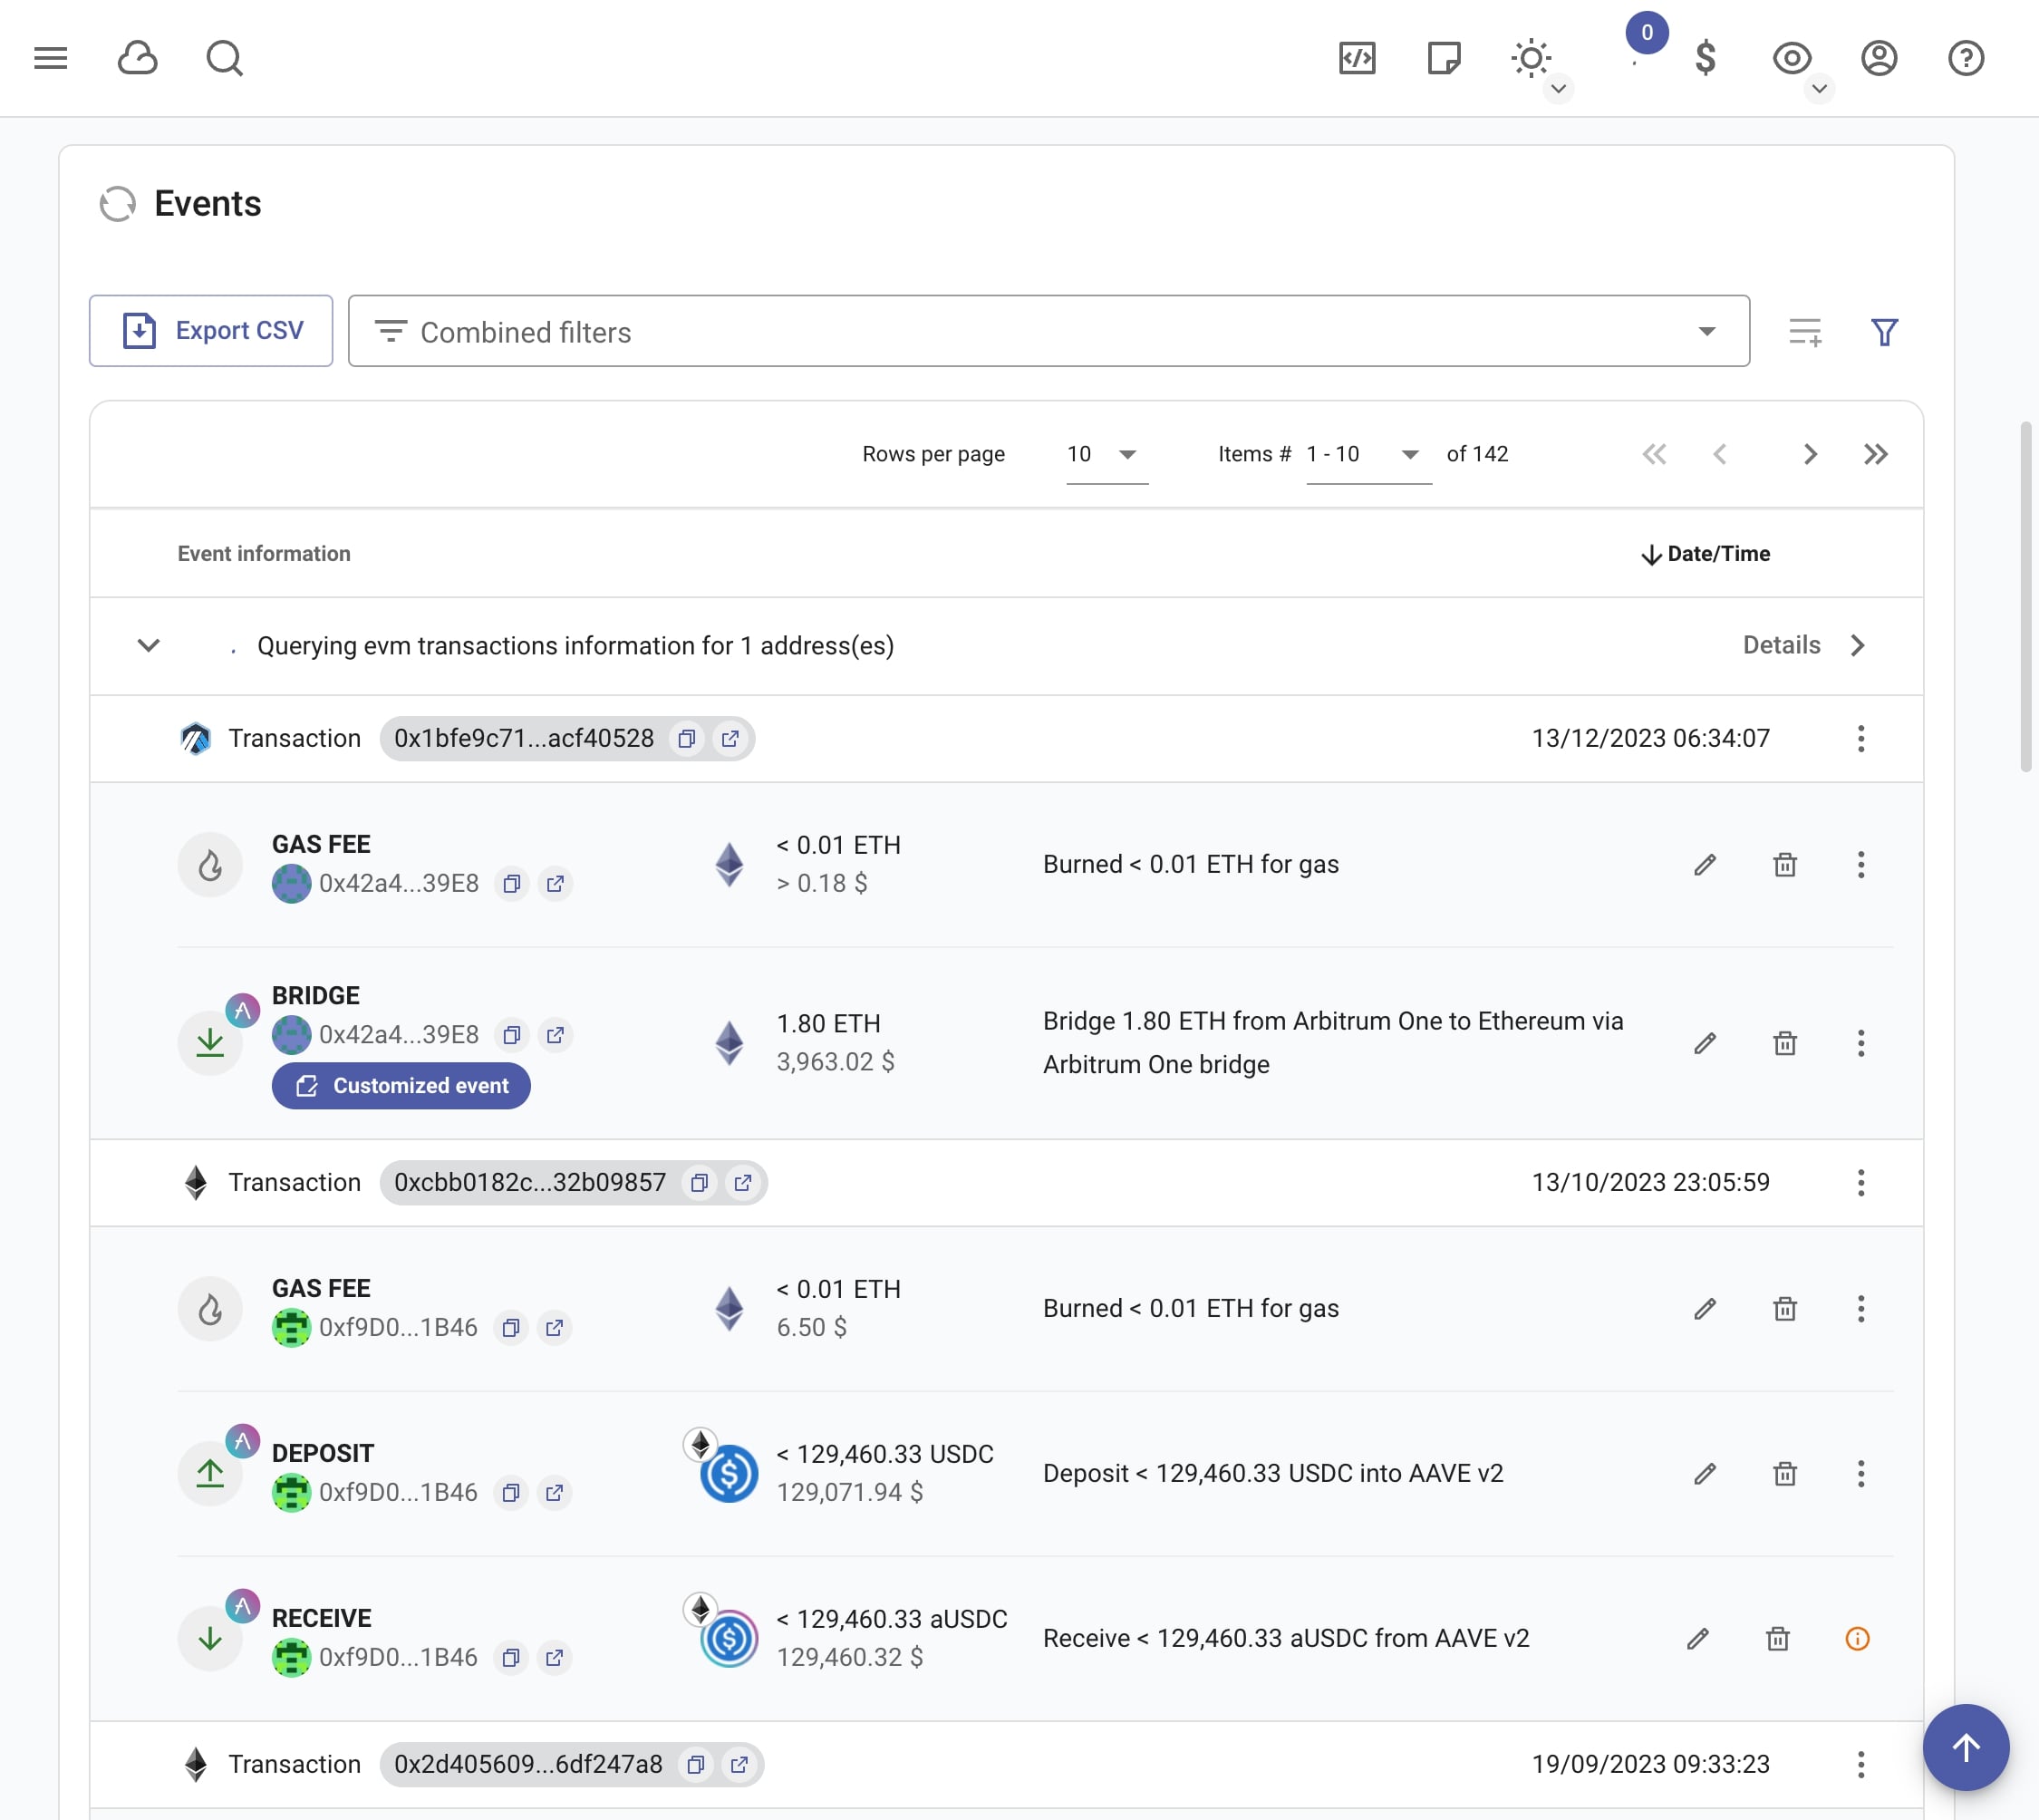 0
$
Events
Export CSV
Combined filters
Rows per page 10 Items # 1 - 10 of 142
Event information Date/Time
Querying evm transactions information for 1 address(es) Details
Transaction 0x1bfe9c71...acf40528 13/12/2023 06:34:07
GAS FEE
0x42a4...39E8
< 0.01 ETH
> 0.18 $
Burned < 0.01 ETH for gas
BRIDGE
0x42a4...39E8
Customized event
1.80 ETH
3,963.02 $
Bridge 1.80 ETH from Arbitrum One to Ethereum via
Arbitrum One bridge
Transaction 0xcbb0182c...32b09857 13/10/2023 23:05:59
GAS FEE
0xf9D0...1B46
< 0.01 ETH
6.50 $
Burned < 0.01 ETH for gas
DEPOSIT
0xf9D0...1B46
< 129,460.33 USDC
129,071.94 $
Deposit < 129,460.33 USDC into AAVE v2
RECEIVE
0xf9D0...1B46
< 129,460.33 aUSDC
129,460.32 $
Receive < 129,460.33 aUSDC from AAVE v2
Transaction 0x2d405609...6df247a8 19/09/2023 09:33:23